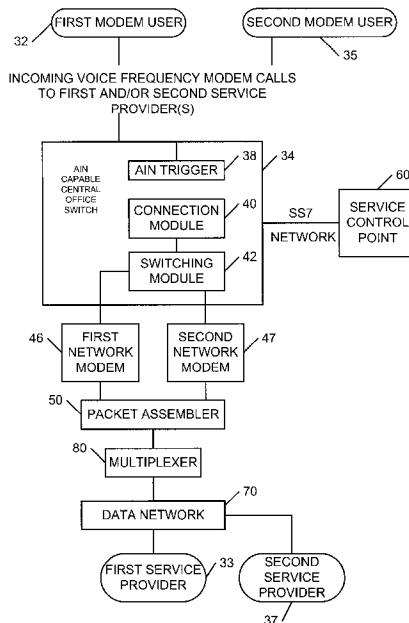 FIRST MODEM USER
SECOND MODEM USER
32
35
INCOMING VOICE FREQUENCY MODEM CALLS
TO FIRST AND/OR SECOND SERVICE
PROVIDER(S)
AIN
CAPABLE
CENTRAL
OFFICE
SWITCH
AIN TRIGGER
38
34
CONNECTION
MODULE
40
SWITCHING
MODULE
42
SS7
NETWORK
60
SERVICE
CONTROL
POINT
46
FIRST
NETWORK
MODEM
SECOND
NETWORK
MODEM
47
50
PACKET ASSEMBLER
80
MULTIPLEXER
70
DATA NETWORK
FIRST SERVICE
PROVIDER
33
SECOND
SERVICE
PROVIDER
37